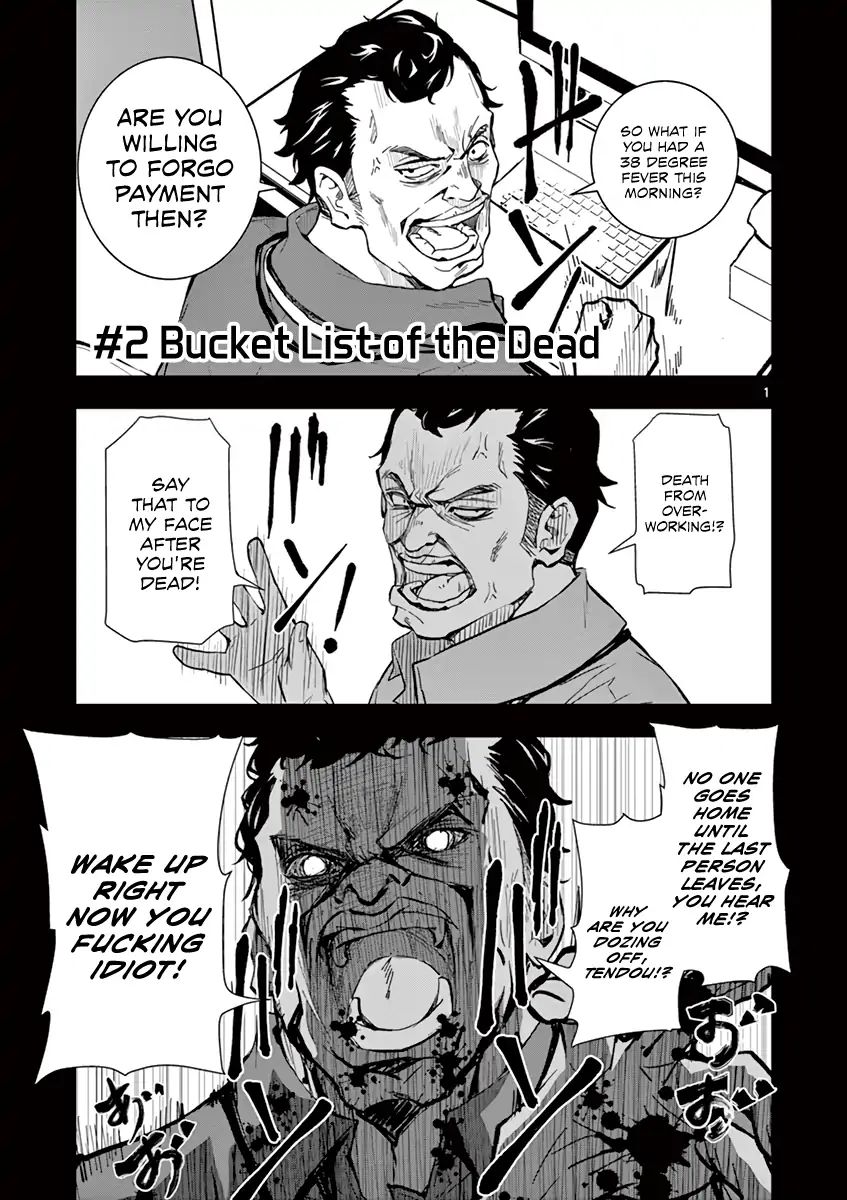 SO WHAT IF
YOU HAD A
38 DEGREE
FEVER THIS
MORNING?
ARE YOU
WILLING
TO FORGO
PAYMENT
THEN?
#2 Bucket List of the Dead
1
DEATH
FROM
OVER-
WORKING!?
SAY
THAT TO
MY FACE
AFTER
YOU'RE
DEAD!
NO ONE
GOES
HOME
UNTIL
THE LAST
PERSON
LEAVES,
YOU HEAR
ME!?
WHY
ARE YOU
DOZING
OFF,
TENDOU!?
WAKE UP
RIGHT
NOW YOU
FUCKING
IDIOT!